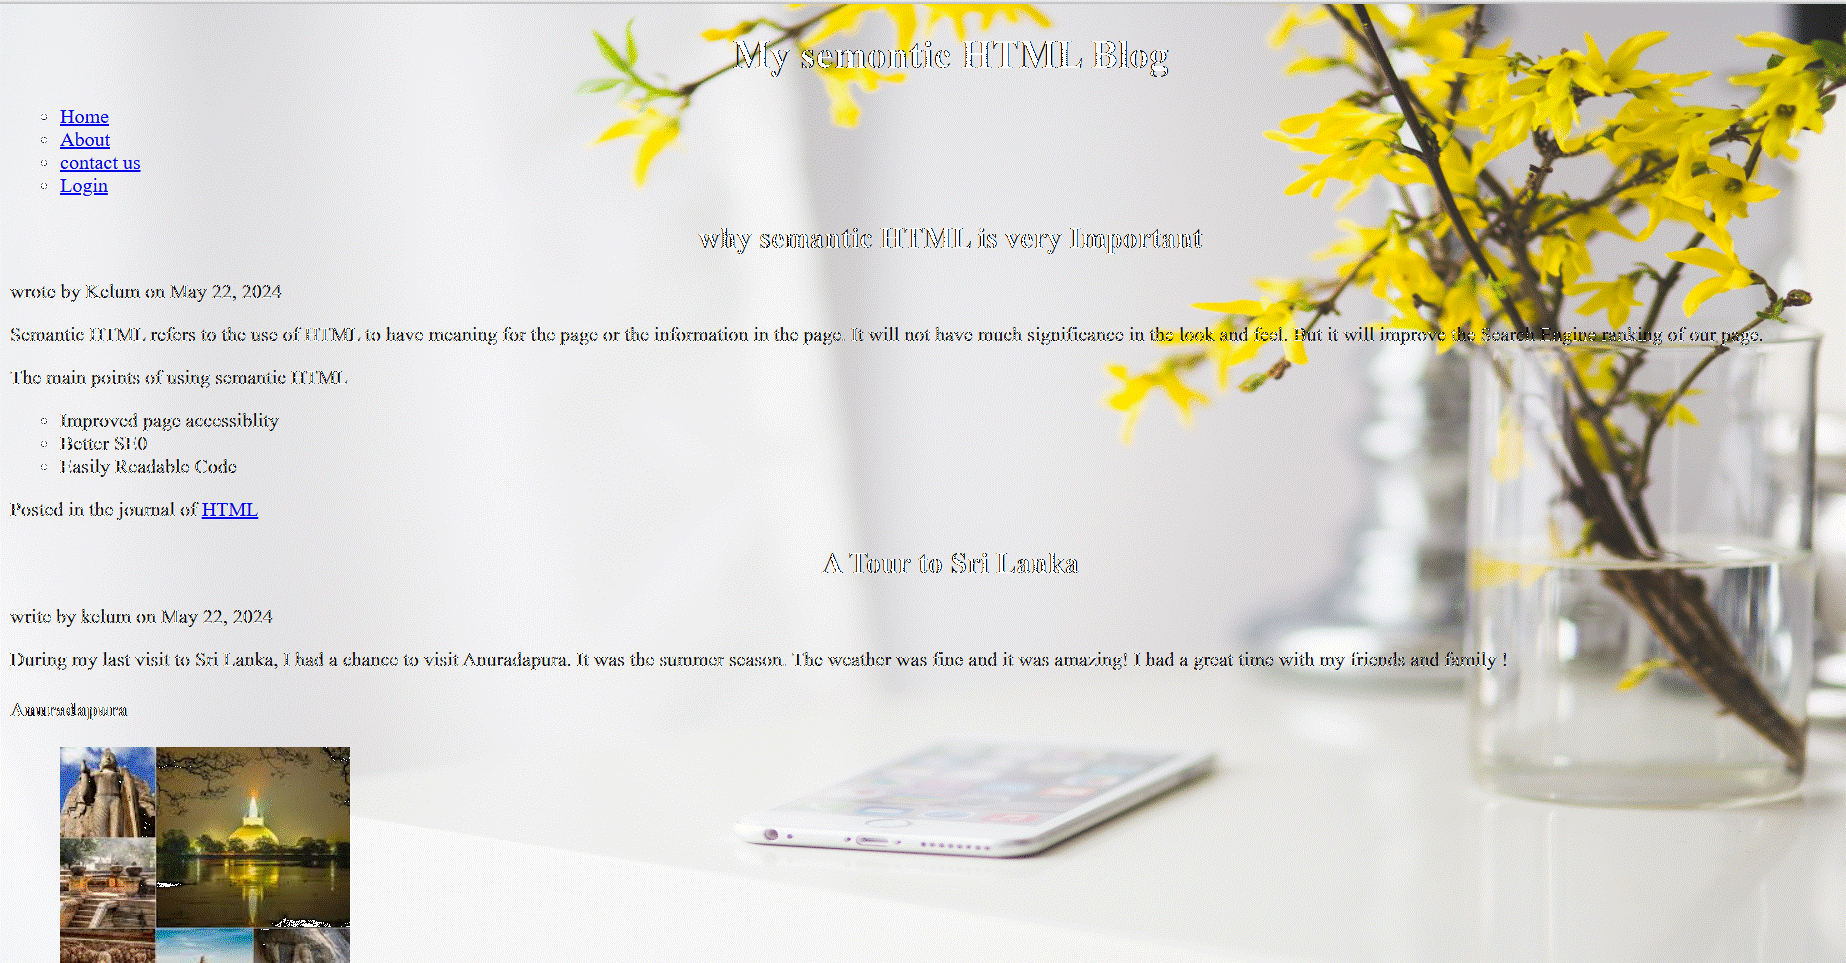 My semontic HTML Blog
Home
About
contact us
Login
why semantic HTML is very Important
wrote by Kelum on May 22, 2024
Semantic HTML refers to the use of HTML to have meaning for the page or the information in the page. It will not have much significance in the look and feel. But it will improve the Search Engine ranking of our page.
The main points of using semantic HTML
Improved page accessiblity
Better SE0
Easily Readable Code
Posted in the journal of HTML
A Tour to Sri Lanka
write by kelum on May 22, 2024
During my last visit to Sri Lanka, I had a chance to visit Anuradapura. It was the summer season. The weather was fine and it was amazing! I had a great time with my friends and family !
Anuradapura